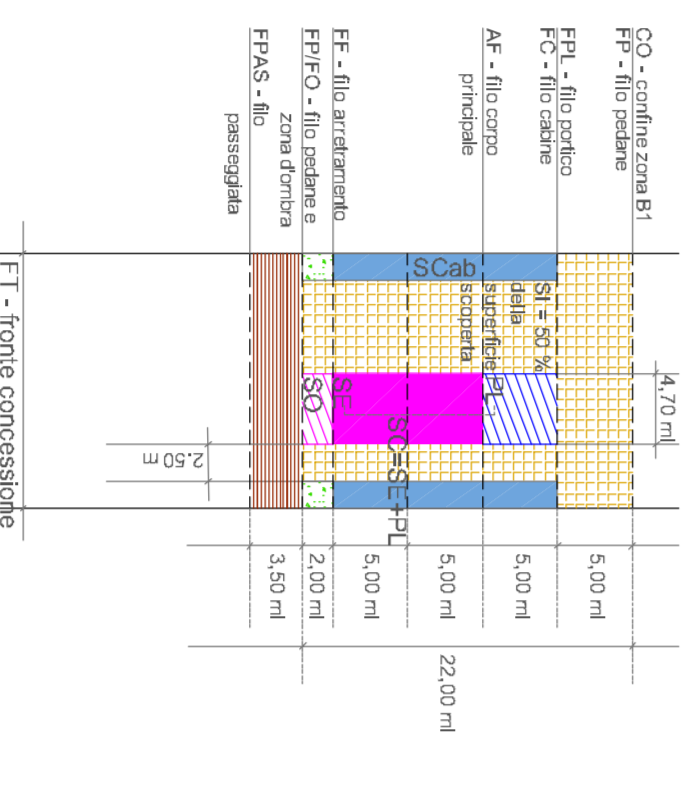 CO - confine zona B1
FP - filo pedane
FPL - filo portico
FC - filo cabine
AF - filo corpo
principale
FF - filo arretramento
FP/FO - filo pedane e
zona d'ombra
FPAS - filo
passeggiata
FT - fronte concessione
SCab
SI = 50 %
della
superficie
scoperta
PL
SE
SO
SC=SE+PL
4,70 ml
2.50 m
5,00 ml
5,00 ml
5,00 ml
5,00 ml
2,00 ml
3,50 ml
22,00 ml